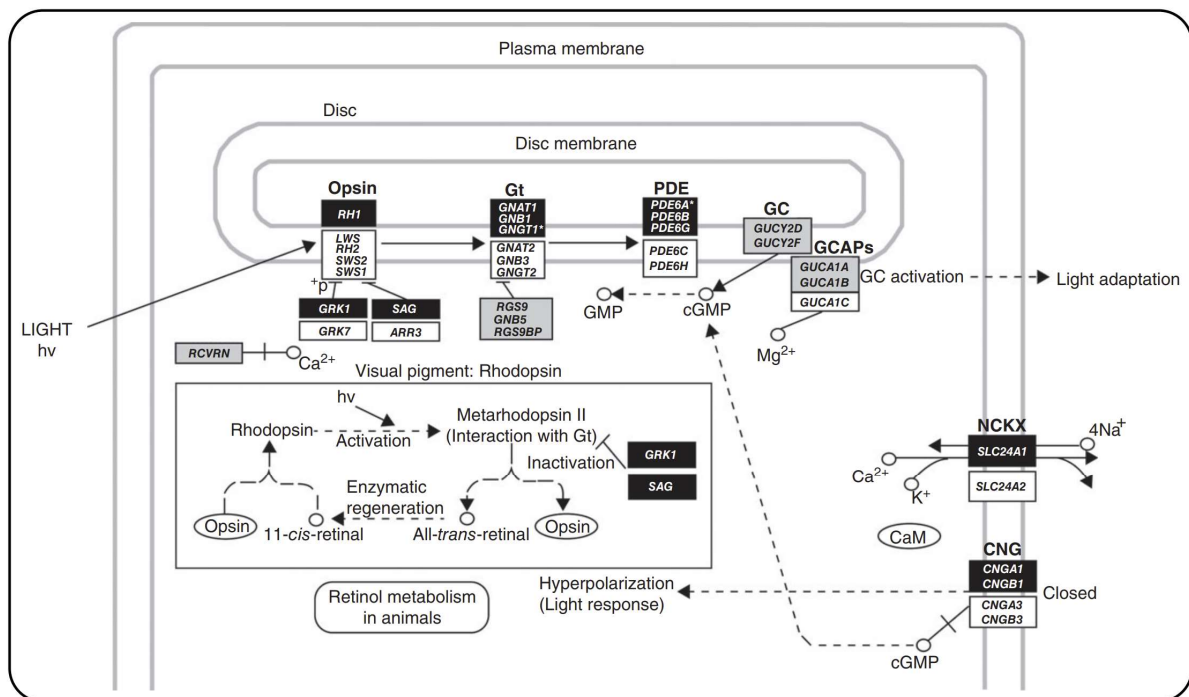 Plasma membrane
Disc
Disc membrane
Opsin
RH1
LWS
RH2
SWS2
SWS1
+p
GRK1
GRK7
SAG
ARR3
Gt
GNAT1
GNB1
GNGT1*
GNAT2
GNB3
GNGT2
RGS9
GNB5
RGS9BP
PDE
PDE6A*
PDE6B
PDE6G
PDE6C
PDE6H
GC
GUCY2D
GUCY2F
GCAPs
GUCA1A
GUCA1B
GUCA1C
GC activation
Light adaptation
GMP
cGMP
Mg2+
LIGHT
hv
RCVRN
Ca2+
Visual pigment: Rhodopsin
hv
Rhodopsin
Activation
Metarhodopsin II
(Interaction with Gt)
Inactivation
GRK1
SAG
Enzymatic
regeneration
Opsin
11-cis-retinal
All-trans-retinal
Opsin
Retinol metabolism
in animals
NCKX
SLC24A1
SLC24A2
4Na+
Ca2+
K+
CaM
CNG
CNGA1
CNGB1
CNGA3
CNGB3
Closed
Hyperpolarization
(Light response)
cGMP